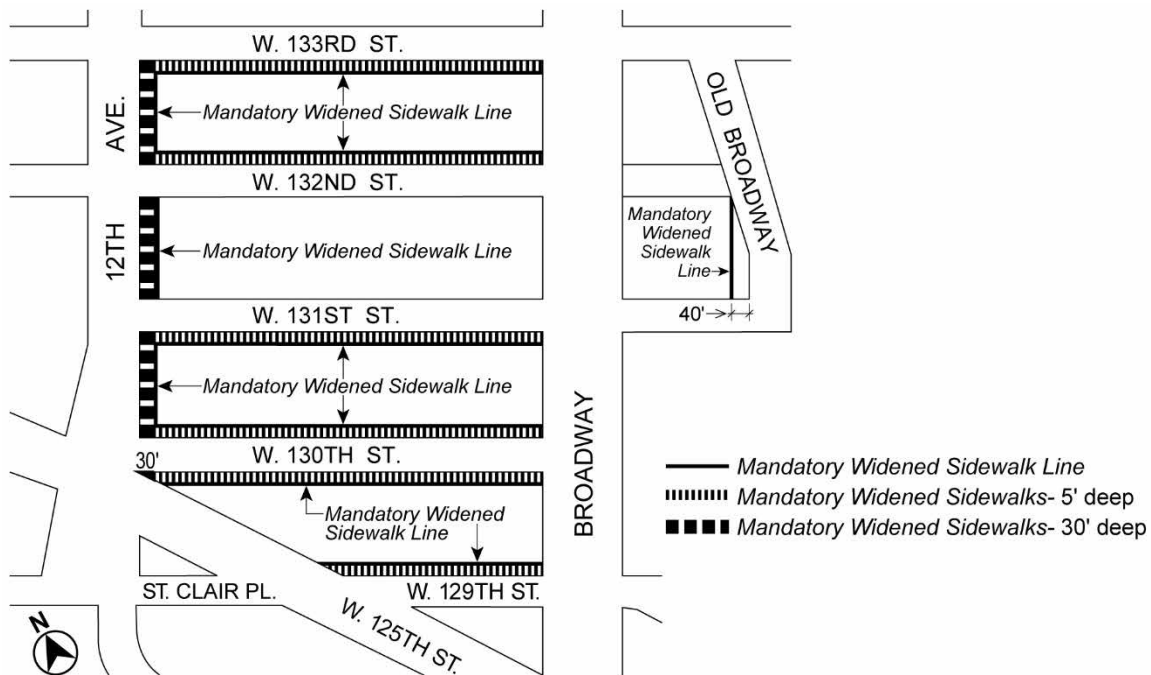 W. 133RD ST.
AVE.
Mandatory Widened Sidewalk Line
OLD BROADWAY
W. 132ND ST.
12TH
Mandatory Widened Sidewalk Line
Mandatory
Widened
Sidewalk
Line
40'
W. 131ST ST.
Mandatory Widened Sidewalk Line
30'
W. 130TH ST.
BROADWAY
Mandatory Widened
Sidewalk Line
Mandatory Widened Sidewalk Line
Mandatory Widened Sidewalks- 5' deep
Mandatory Widened Sidewalks- 30' deep
ST. CLAIR PL.
W. 129TH ST.
W. 125TH ST.
N